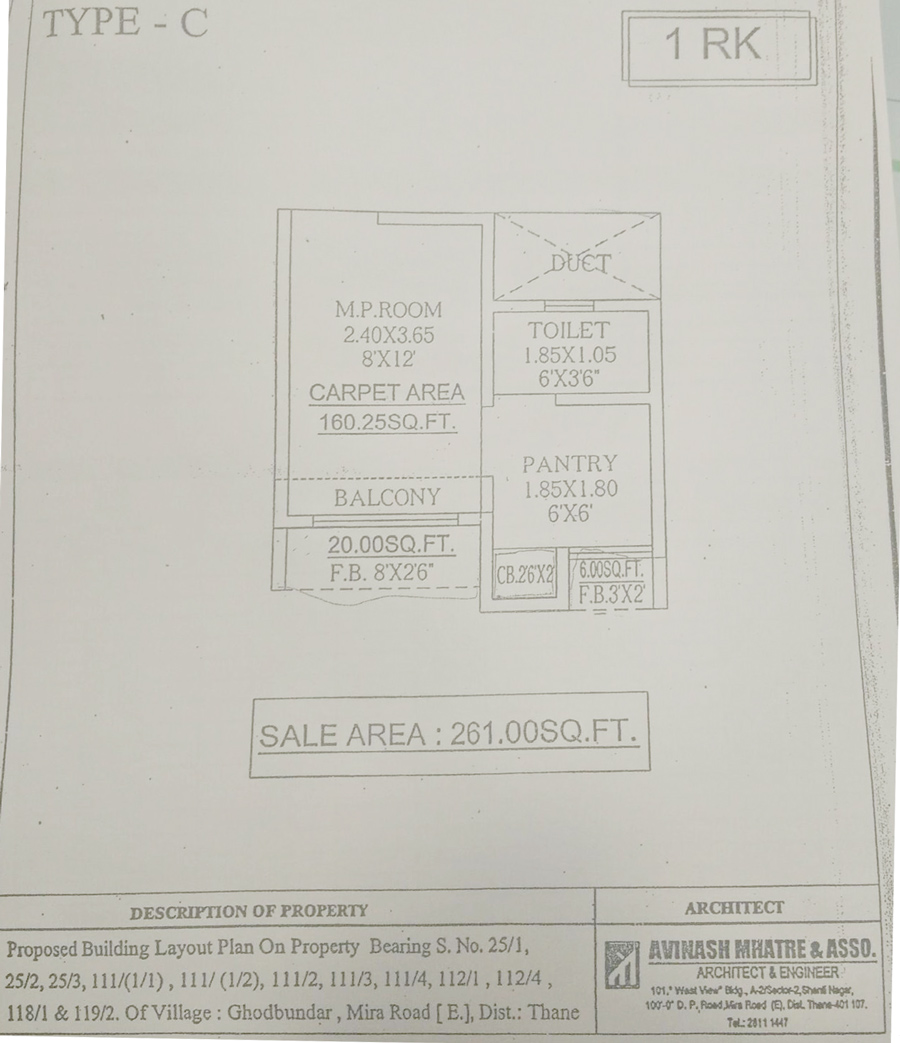 TYPE - C
1 RK
DUCT
M.P.ROOM
2.40X3.65
8'X12'
CARPET AREA
160.25SQ.FT.
TOILET
1.85X1.05
6'X3'6"
PANTRY
1.85X1.80
6'X6'
BALCONY
20.00SQ.FT.
F.B. 8'X2'6"
CB.2'6'X2'
6.00SQ.FT.
F.B.3'X2'
SALE AREA : 261.00SQ.FT.
DESCRIPTION OF PROPERTY
Proposed Building Layout Plan On Property Bearing S. No. 25/1,
25/2, 25/3, 111/(1/1) , 111/ (1/2), 111/2, 111/3, 111/4, 112/1 , 112/4 ,
118/1 & 119/2. Of Village : Ghodbundar , Mira Road [ E.], Dist.: Thane
ARCHITECT
AVINASH MHATRE & ASSO.
ARCHITECT & ENGINEER
101," West View" Bldg., A-2/Sector-2,Shanti Nagar,
100'-0" D. P. Road,Mira Road (E), Dist. Thane-401 107.
Tel.: 2811 1447